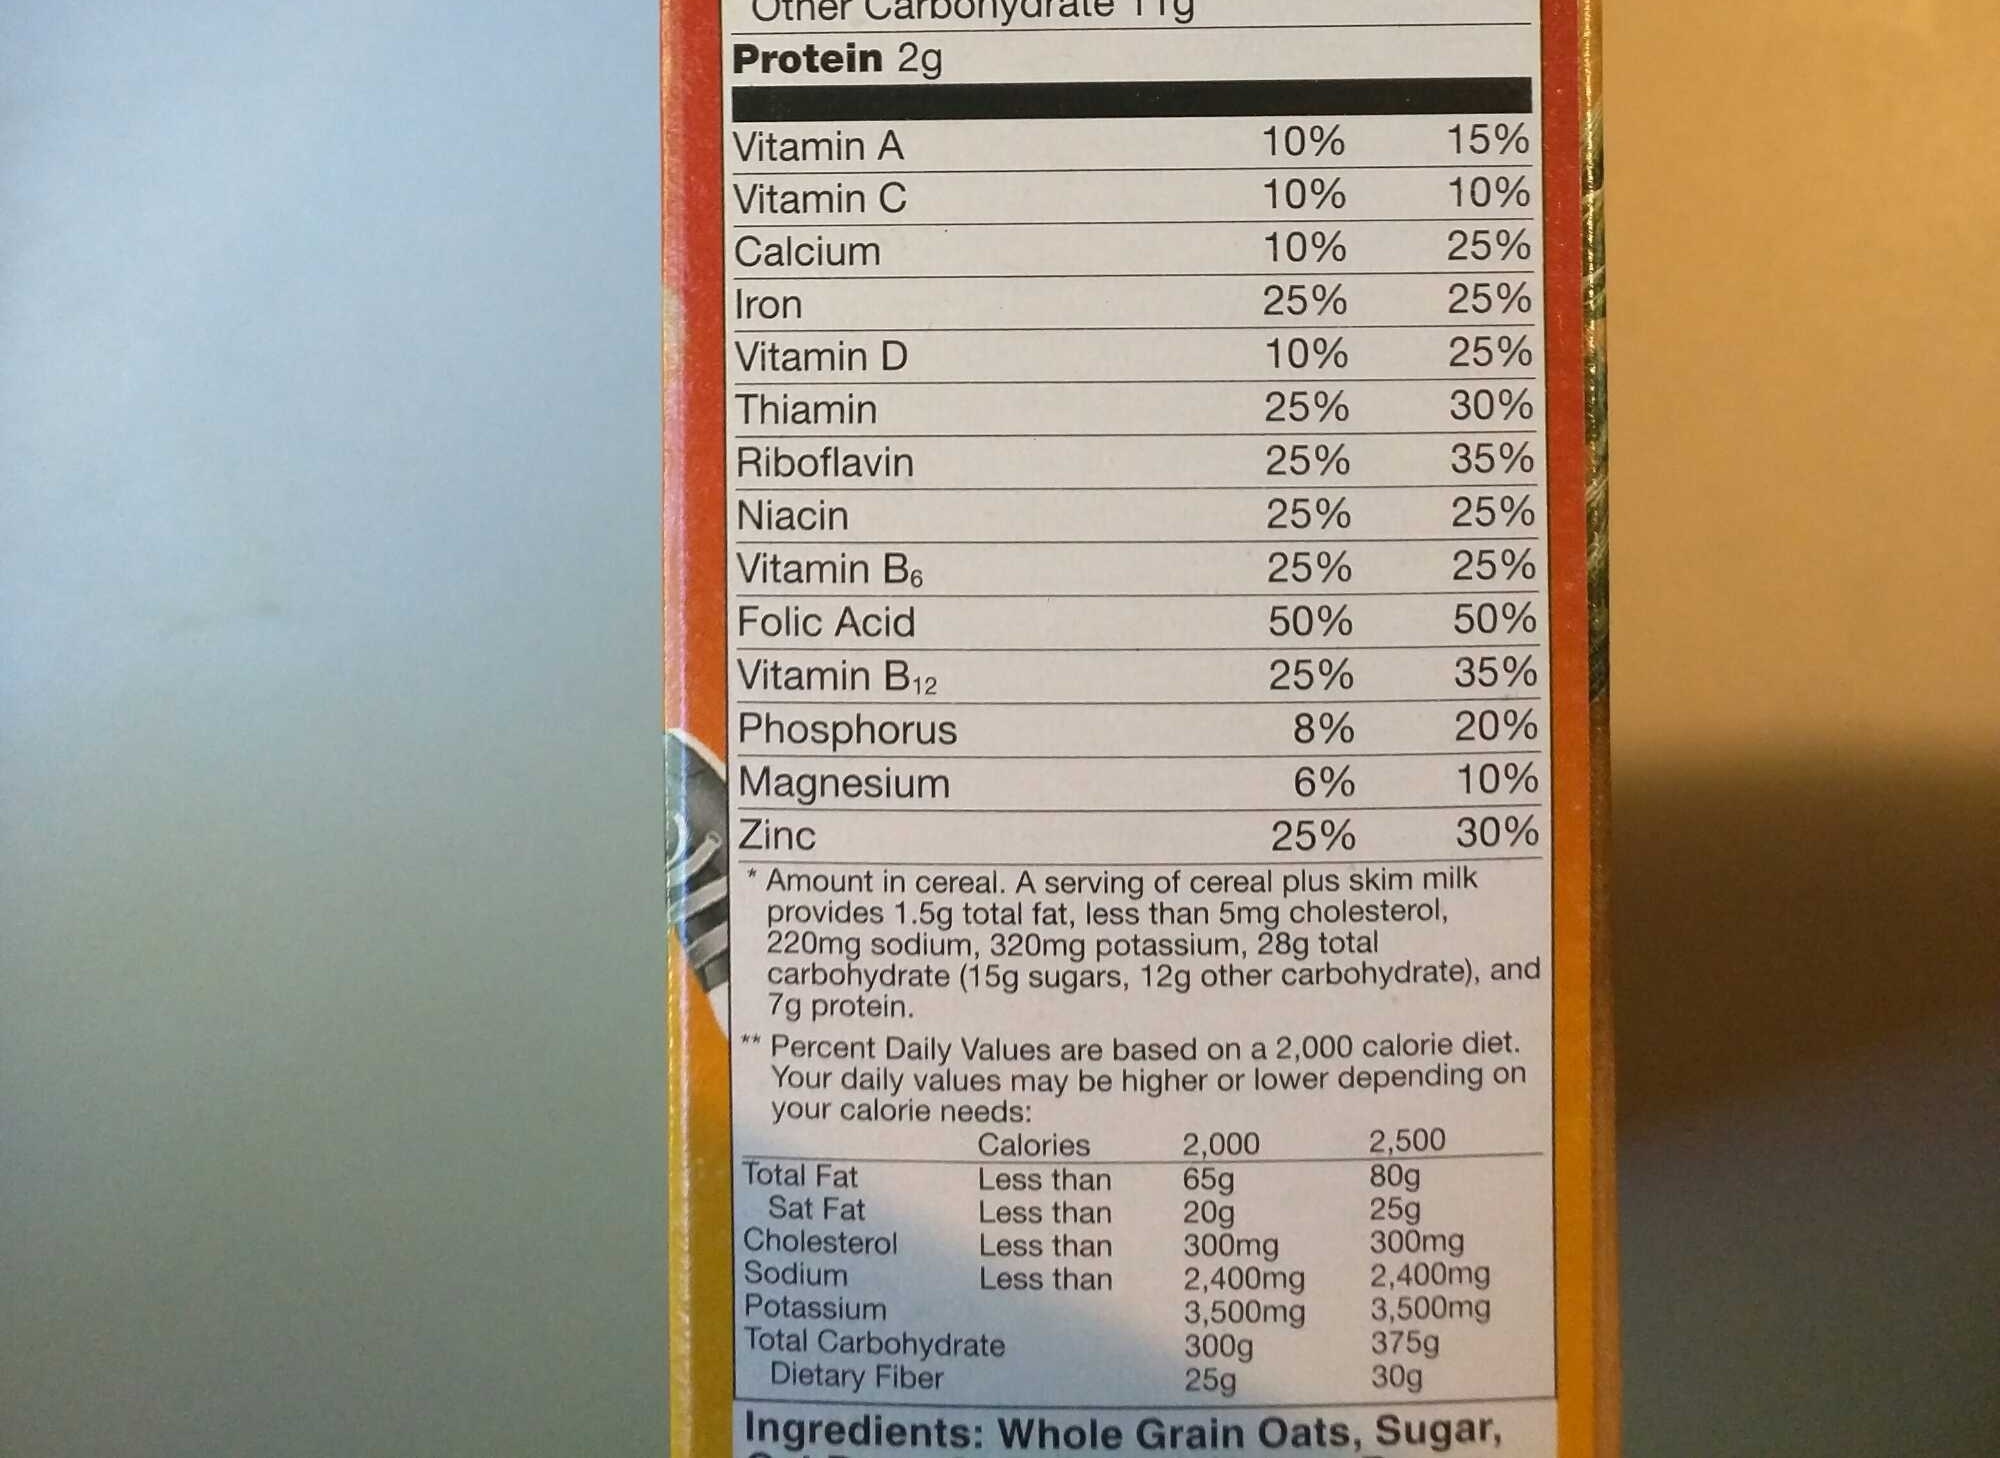 Other Carbohydrate 11g
Protein 2g
Vitamin A 10% 15%
Vitamin C 10% 10%
Calcium 10% 25%
Iron 25% 25%
Vitamin D 10% 25%
Thiamin 25% 30%
Riboflavin 25% 35%
Niacin 25% 25%
Vitamin B6 25% 25%
Folic Acid 50% 50%
Vitamin B12 25% 35%
Phosphorus 8% 20%
Magnesium 6% 10%
Zinc 25% 30%
* Amount in cereal. A serving of cereal plus skim milk
provides 1.5g total fat, less than 5mg cholesterol,
220mg sodium, 320mg potassium, 28g total
carbohydrate (15g sugars, 12g other carbohydrate), and
7g protein.
** Percent Daily Values are based on a 2,000 calorie diet.
Your daily values may be higher or lower depending on
your calorie needs:
Calories 2,000 2,500
Total Fat Less than 65g 80g
Sat Fat Less than 20g 25g
Cholesterol Less than 300mg 300mg
Sodium Less than 2,400mg 2,400mg
Potassium 3,500mg 3,500mg
Total Carbohydrate 300g 375g
Dietary Fiber 25g 30g
Ingredients: Whole Grain Oats, Sugar,